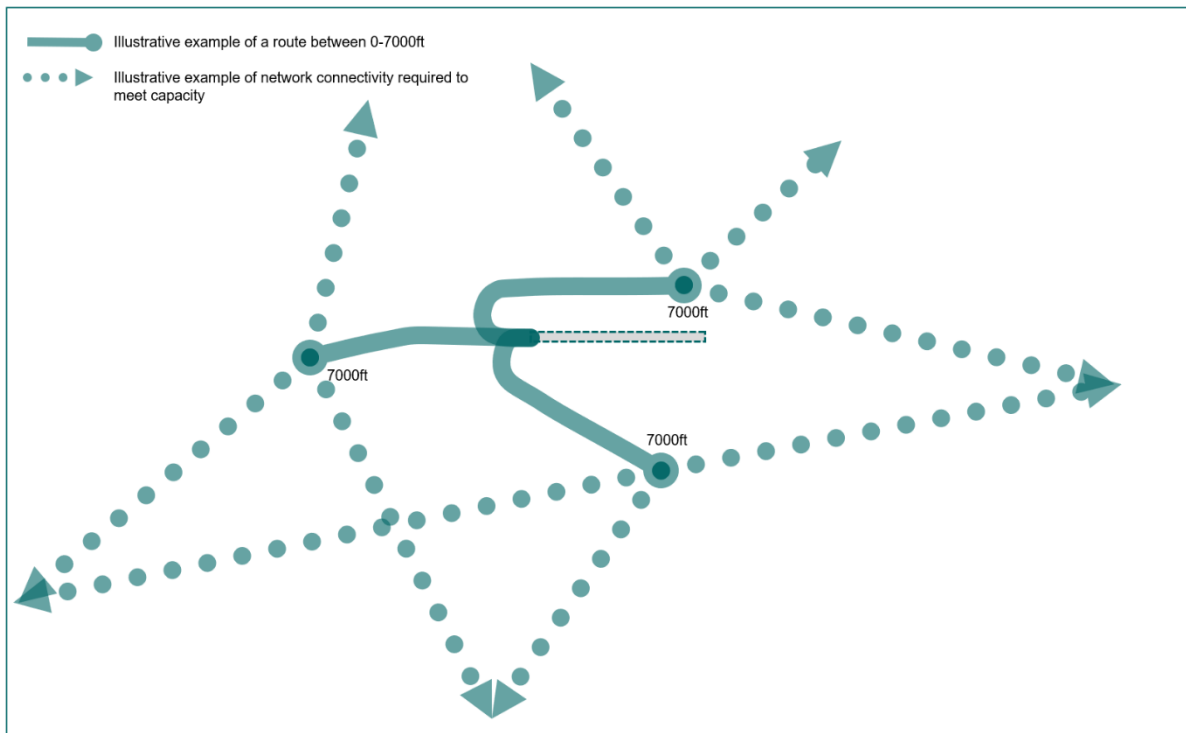 Illustrative example of a route between 0-7000ft
Illustrative example of network connectivity required to
meet capacity
7000ft
7000ft
7000ft